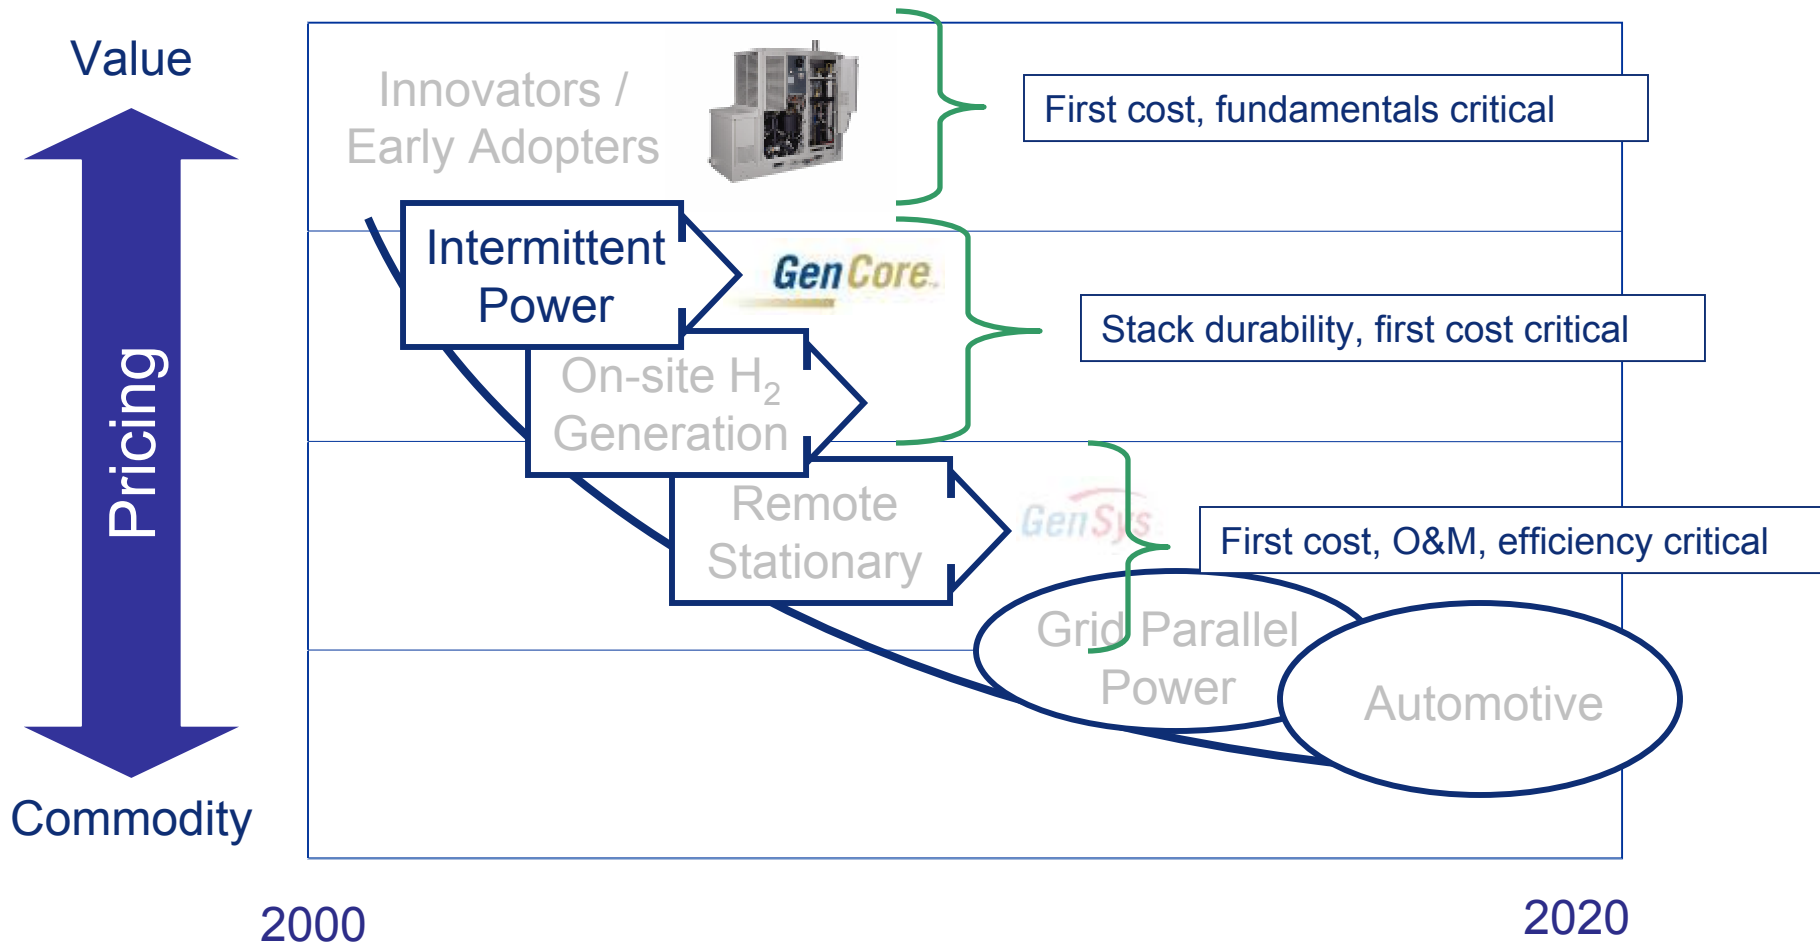 Value
Pricing
Commodity
Innovators /
Early Adopters
First cost, fundamentals critical
Intermittent
Power
GenCore™
Stack durability, first cost critical
On-site H₂
Generation
Remote
Stationary
GenSys
First cost, O&M, efficiency critical
Grid Parallel
Power
Automotive
2000
2020